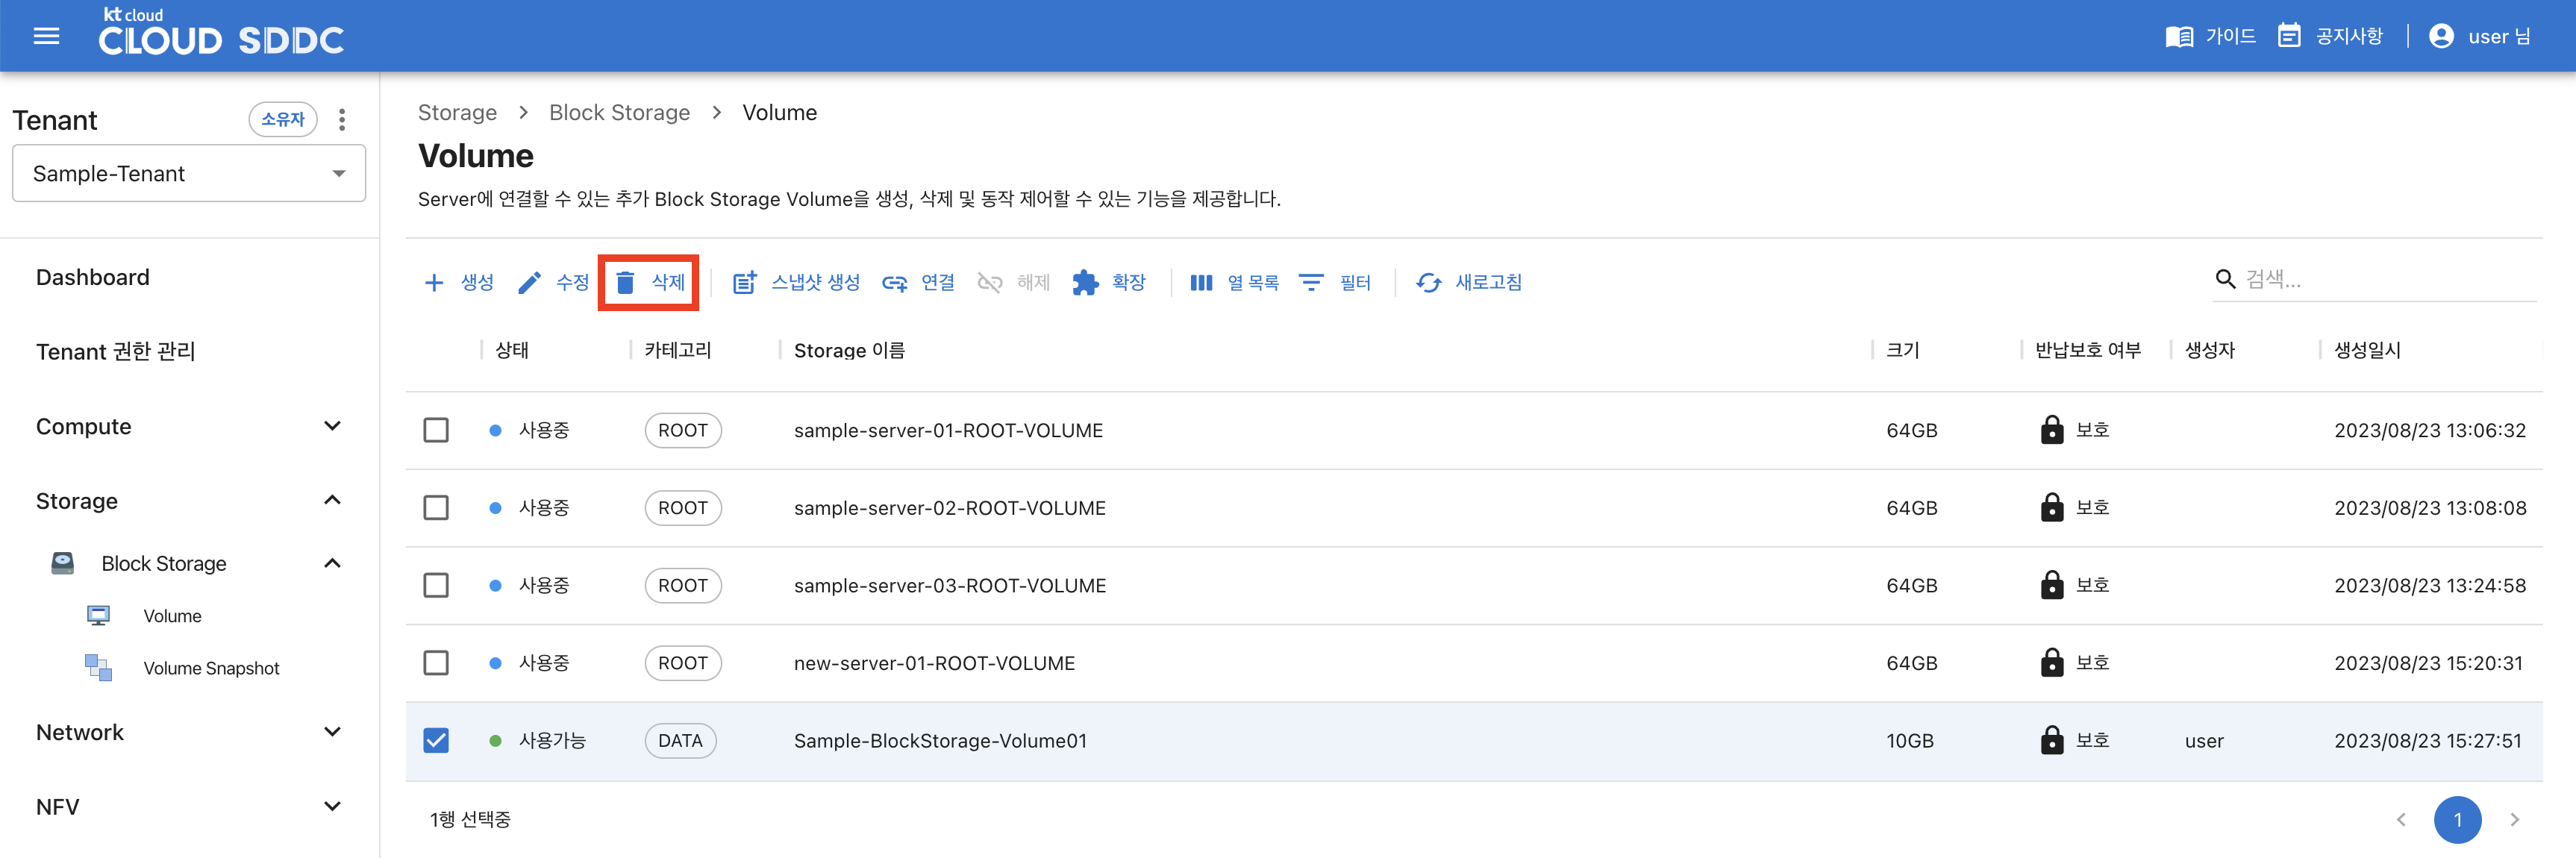 kt cloud
CLOUD SDDC
가이드
공지사항
user 님
Tenant
소유자
Sample-Tenant
Dashboard
Tenant 권한 관리
Compute
Storage
Block Storage
Volume
Volume Snapshot
Network
NFV
Storage > Block Storage > Volume
Volume
Server에 연결할 수 있는 추가 Block Storage Volume을 생성, 삭제 및 동작 제어할 수 있는 기능을 제공합니다.
생성 수정 삭제 스냅샷 생성 연결 해제 확장 열 목록 필터 새로고침 검색...
상태 카테고리 Storage 이름 크기 반납보호 여부 생성자 생성일시
사용중 ROOT sample-server-01-ROOT-VOLUME 64GB 보호 2023/08/23 13:06:32
사용중 ROOT sample-server-02-ROOT-VOLUME 64GB 보호 2023/08/23 13:08:08
사용중 ROOT sample-server-03-ROOT-VOLUME 64GB 보호 2023/08/23 13:24:58
사용중 ROOT new-server-01-ROOT-VOLUME 64GB 보호 2023/08/23 15:20:31
사용가능 DATA Sample-BlockStorage-Volume01 10GB 보호 user 2023/08/23 15:27:51
1행 선택중
1